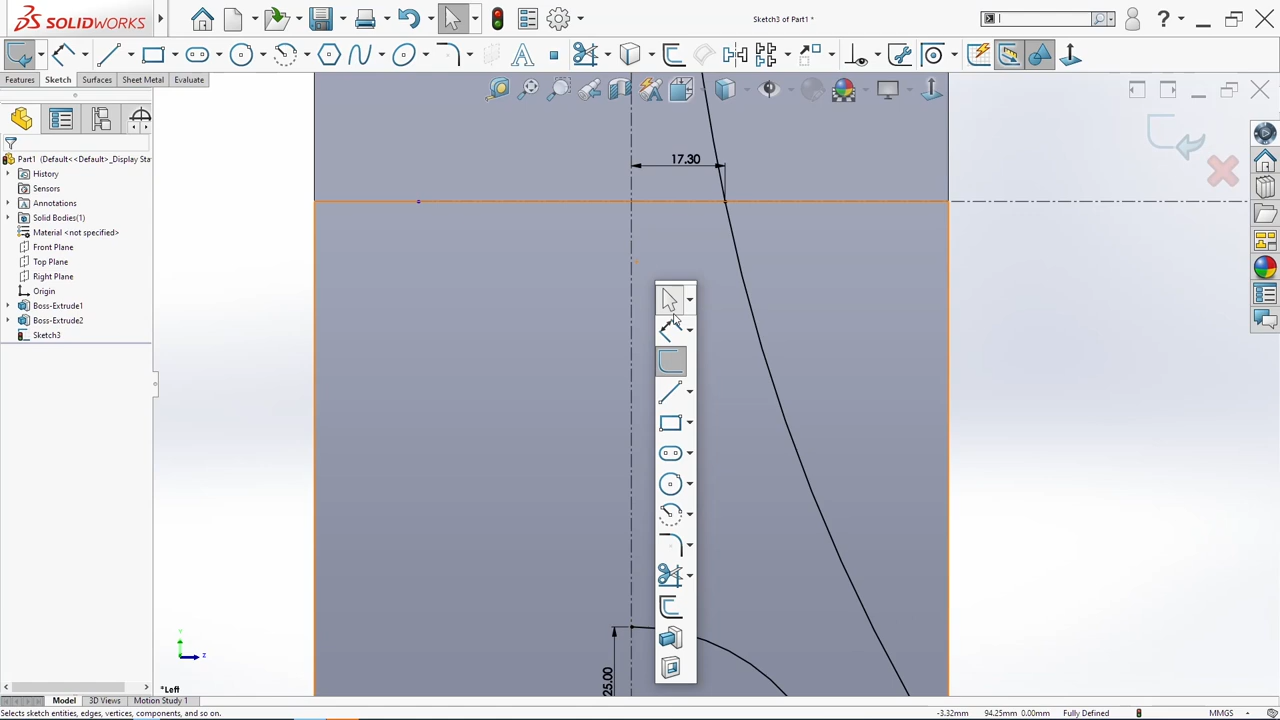 SOLIDWORKS
Sketch3 of Part1 *
Features
Sketch
Surfaces
Sheet Metal
Evaluate
Part1 (Default<<Default>_Display Sta
History
Sensors
Annotations
Solid Bodies(1)
Material <not specified>
Front Plane
Top Plane
Right Plane
Origin
Boss-Extrude1
Boss-Extrude2
Sketch3
17.30
25.00
Y
Z
*Left
Model
3D Views
Motion Study 1
Selects sketch entities, edges, vertices, components, and so on.
-3.32mm
94.25mm 0.00mm
Fully Defined
MMGS